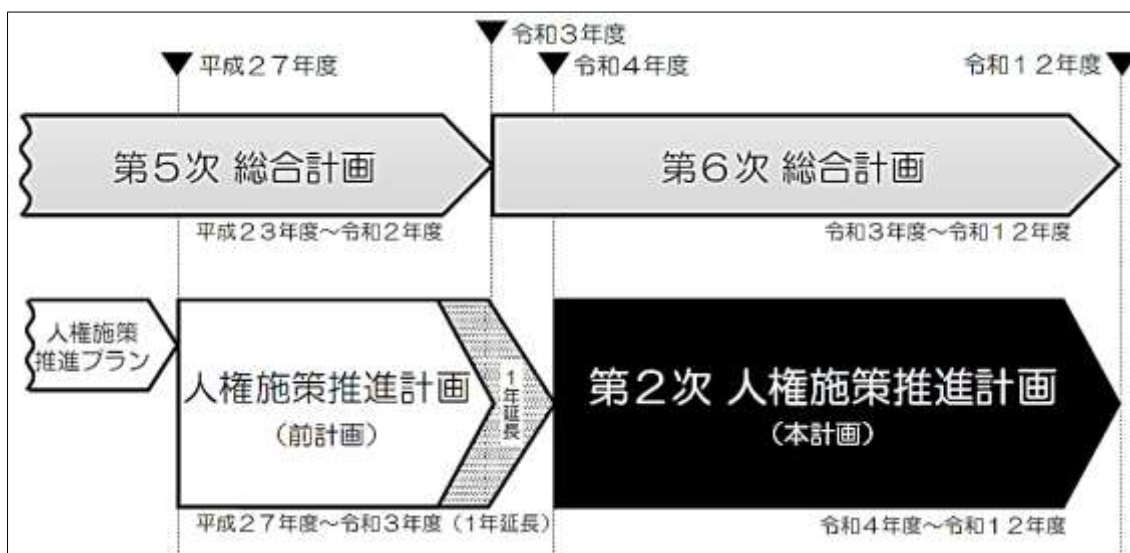 令和３年度
平成２７年度
令和４年度
令和１２年度
第５次 総合計画
第６次 総合計画
平成２３年度～令和２年度
令和３年度～令和１２年度
人権施策
推進プラン
人権施策推進計画
（前計画）
１年延長
第２次 人権施策推進計画
（本計画）
平成２７年度～令和３年度（１年延長）
令和４年度～令和１２年度